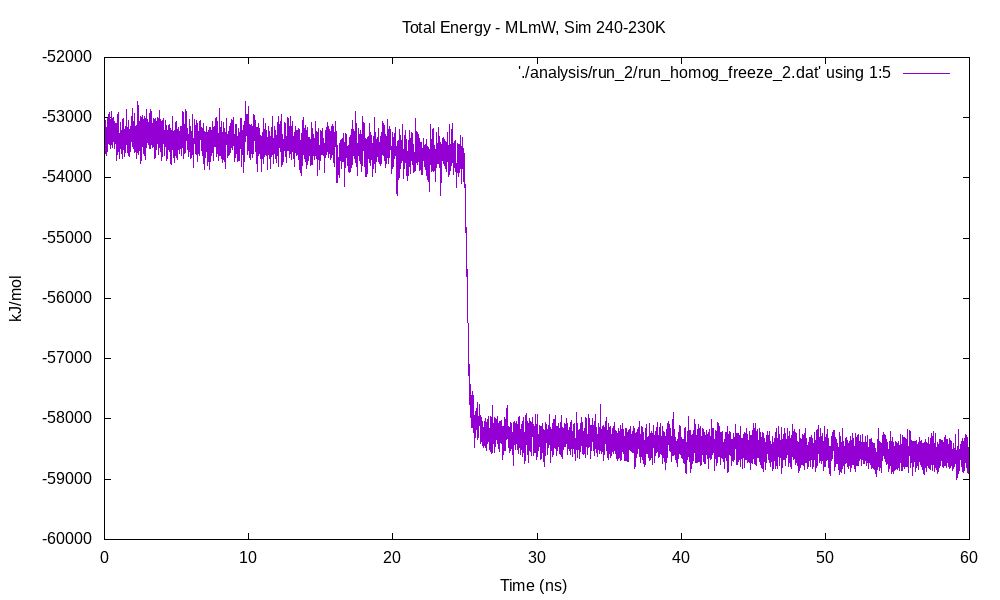 Total Energy - MLmW, Sim 240-230K
'./analysis/run_2/run_homog_freeze_2.dat' using 1:5
-52000
-53000
-54000
-55000
-56000
-57000
-58000
-59000
-60000
kJ/mol
0 10 20 30 40 50 60
Time (ns)